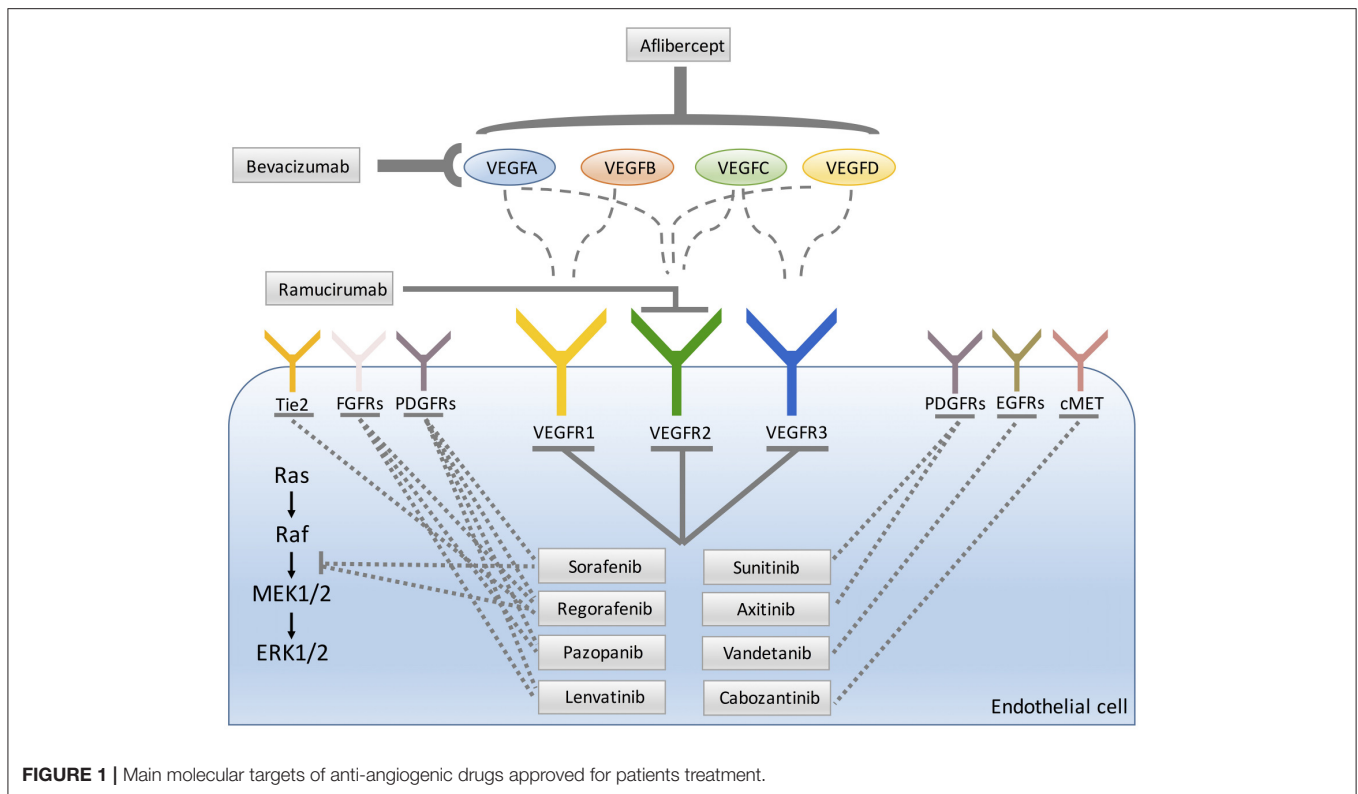 Aflibercept
Bevacizumab
VEGFA
VEGFB
VEGFC
VEGFD
Ramucirumab
Tie2
FGFRs
PDGFRs
VEGFR1
VEGFR2
VEGFR3
PDGFRs
EGFRs
cMET
Ras
Raf
MEK1/2
ERK1/2
Sorafenib
Sunitinib
Regorafenib
Axitinib
Pazopanib
Vandetanib
Lenvatinib
Cabozantinib
Endothelial cell
FIGURE 1 | Main molecular targets of anti-angiogenic drugs approved for patients treatment.